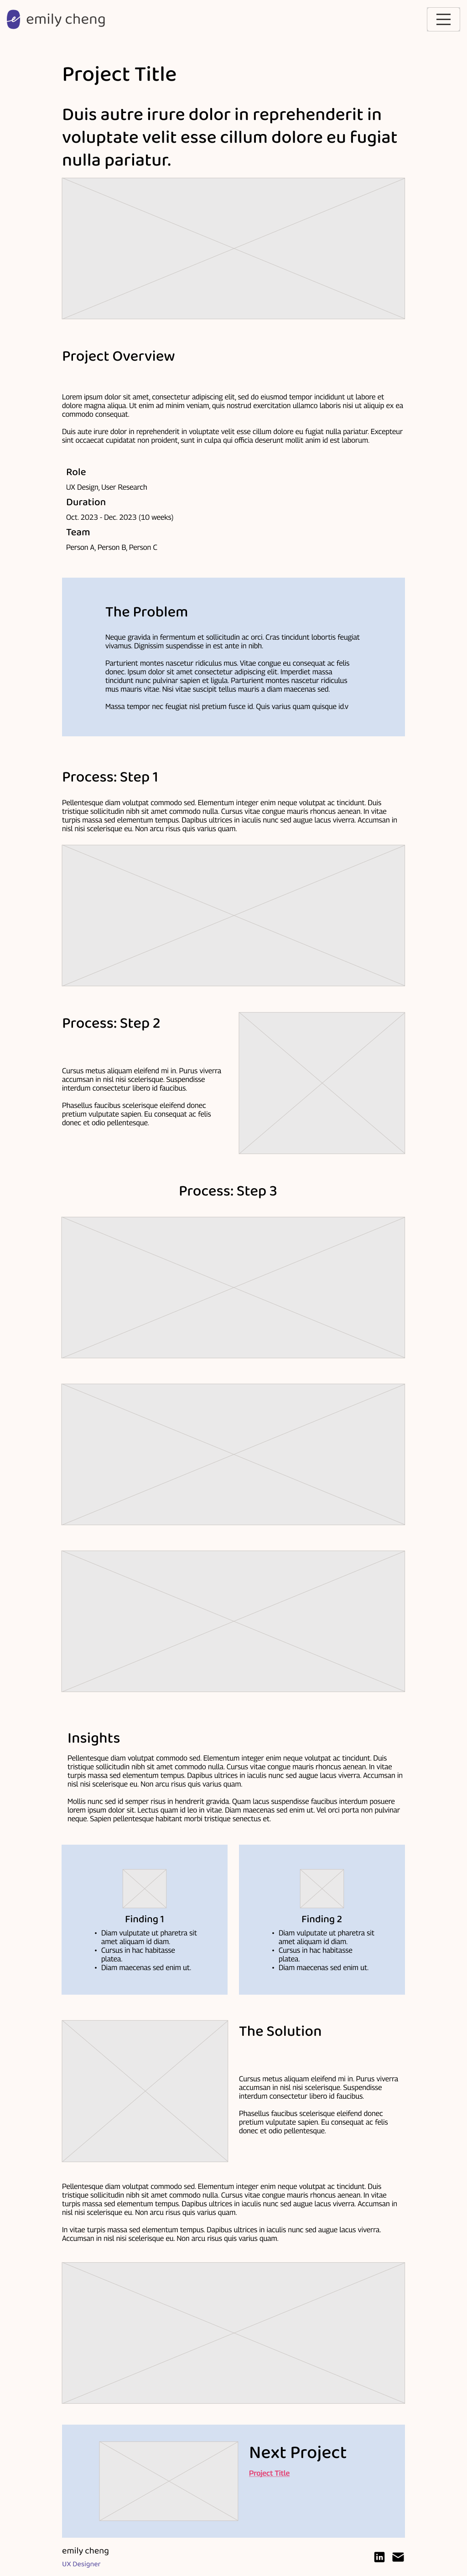 emily cheng
Project Title
Duis autre irure dolor in reprehenderit in
voluptate velit esse cillum dolore eu fugiat
nulla pariatur.
Project Overview
Lorem ipsum dolor sit amet, consectetur adipiscing elit, sed do eiusmod tempor incididunt ut labore et
dolore magna aliqua. Ut enim ad minim veniam, quis nostrud exercitation ullamco laboris nisi ut aliquip ex ea
commodo consequat.
Duis aute irure dolor in reprehenderit in voluptate velit esse cillum dolore eu fugiat nulla pariatur. Excepteur
sint occaecat cupidatat non proident, sunt in culpa qui officia deserunt mollit anim id est laborum.
Role
UX Design, User Research
Duration
Oct. 2023 - Dec. 2023 (10 weeks)
Team
Person A, Person B, Person C
The Problem
Neque gravida in fermentum et sollicitudin ac orci. Cras tincidunt lobortis feugiat
vivamus. Dignissim suspendisse in est ante in nibh.
Parturient montes nascetur ridiculus mus. Vitae congue eu consequat ac felis
donec. Ipsum dolor sit amet consectetur adipiscing elit. Imperdiet massa
tincidunt nunc pulvinar sapien et ligula. Parturient montes nascetur ridiculus
mus mauris vitae. Nisi vitae suscipit tellus mauris a diam maecenas sed.
Massa tempor nec feugiat nisl pretium fusce id. Quis varius quam quisque id.v
Process: Step 1
Pellentesque diam volutpat commodo sed. Elementum integer enim neque volutpat ac tincidunt. Duis
tristique sollicitudin nibh sit amet commodo nulla. Cursus vitae congue mauris rhoncus aenean. In vitae
turpis massa sed elementum tempus. Dapibus ultrices in iaculis nunc sed augue lacus viverra. Accumsan in
nisl nisi scelerisque eu. Non arcu risus quis varius quam.
Process: Step 2
Cursus metus aliquam eleifend mi in. Purus viverra
accumsan in nisl nisi scelerisque. Suspendisse
interdum consectetur libero id faucibus.
Phasellus faucibus scelerisque eleifend donec
pretium vulputate sapien. Eu consequat ac felis
donec et odio pellentesque.
Process: Step 3
Insights
Pellentesque diam volutpat commodo sed. Elementum integer enim neque volutpat ac tincidunt. Duis
tristique sollicitudin nibh sit amet commodo nulla. Cursus vitae congue mauris rhoncus aenean. In vitae
turpis massa sed elementum tempus. Dapibus ultrices in iaculis nunc sed augue lacus viverra. Accumsan in
nisl nisi scelerisque eu. Non arcu risus quis varius quam.
Mollis nunc sed id semper risus in hendrerit gravida. Quam lacus suspendisse faucibus interdum posuere
lorem ipsum dolor sit. Lectus quam id leo in vitae. Diam maecenas sed enim ut. Vel orci porta non pulvinar
neque. Sapien pellentesque habitant morbi tristique senectus et.
Finding 1
• Diam vulputate ut pharetra sit
amet aliquam id diam.
• Cursus in hac habitasse
platea.
• Diam maecenas sed enim ut.
Finding 2
• Diam vulputate ut pharetra sit
amet aliquam id diam.
• Cursus in hac habitasse
platea.
• Diam maecenas sed enim ut.
The Solution
Cursus metus aliquam eleifend mi in. Purus viverra
accumsan in nisl nisi scelerisque. Suspendisse
interdum consectetur libero id faucibus.
Phasellus faucibus scelerisque eleifend donec
pretium vulputate sapien. Eu consequat ac felis
donec et odio pellentesque.
Pellentesque diam volutpat commodo sed. Elementum integer enim neque volutpat ac tincidunt. Duis
tristique sollicitudin nibh sit amet commodo nulla. Cursus vitae congue mauris rhoncus aenean. In vitae
turpis massa sed elementum tempus. Dapibus ultrices in iaculis nunc sed augue lacus viverra. Accumsan in
nisl nisi scelerisque eu. Non arcu risus quis varius quam.
In vitae turpis massa sed elementum tempus. Dapibus ultrices in iaculis nunc sed augue lacus viverra.
Accumsan in nisl nisi scelerisque eu. Non arcu risus quis varius quam.
Next Project
Project Title
emily cheng
UX Designer